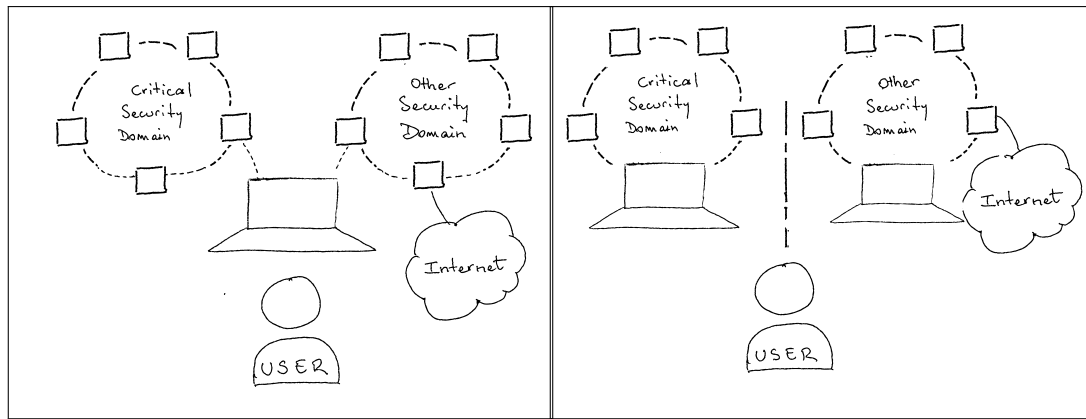 Critical
Security
Domain
Other
Security
Domain
Internet
USER
Critical
Security
Domain
Other
Security
Domain
Internet
USER